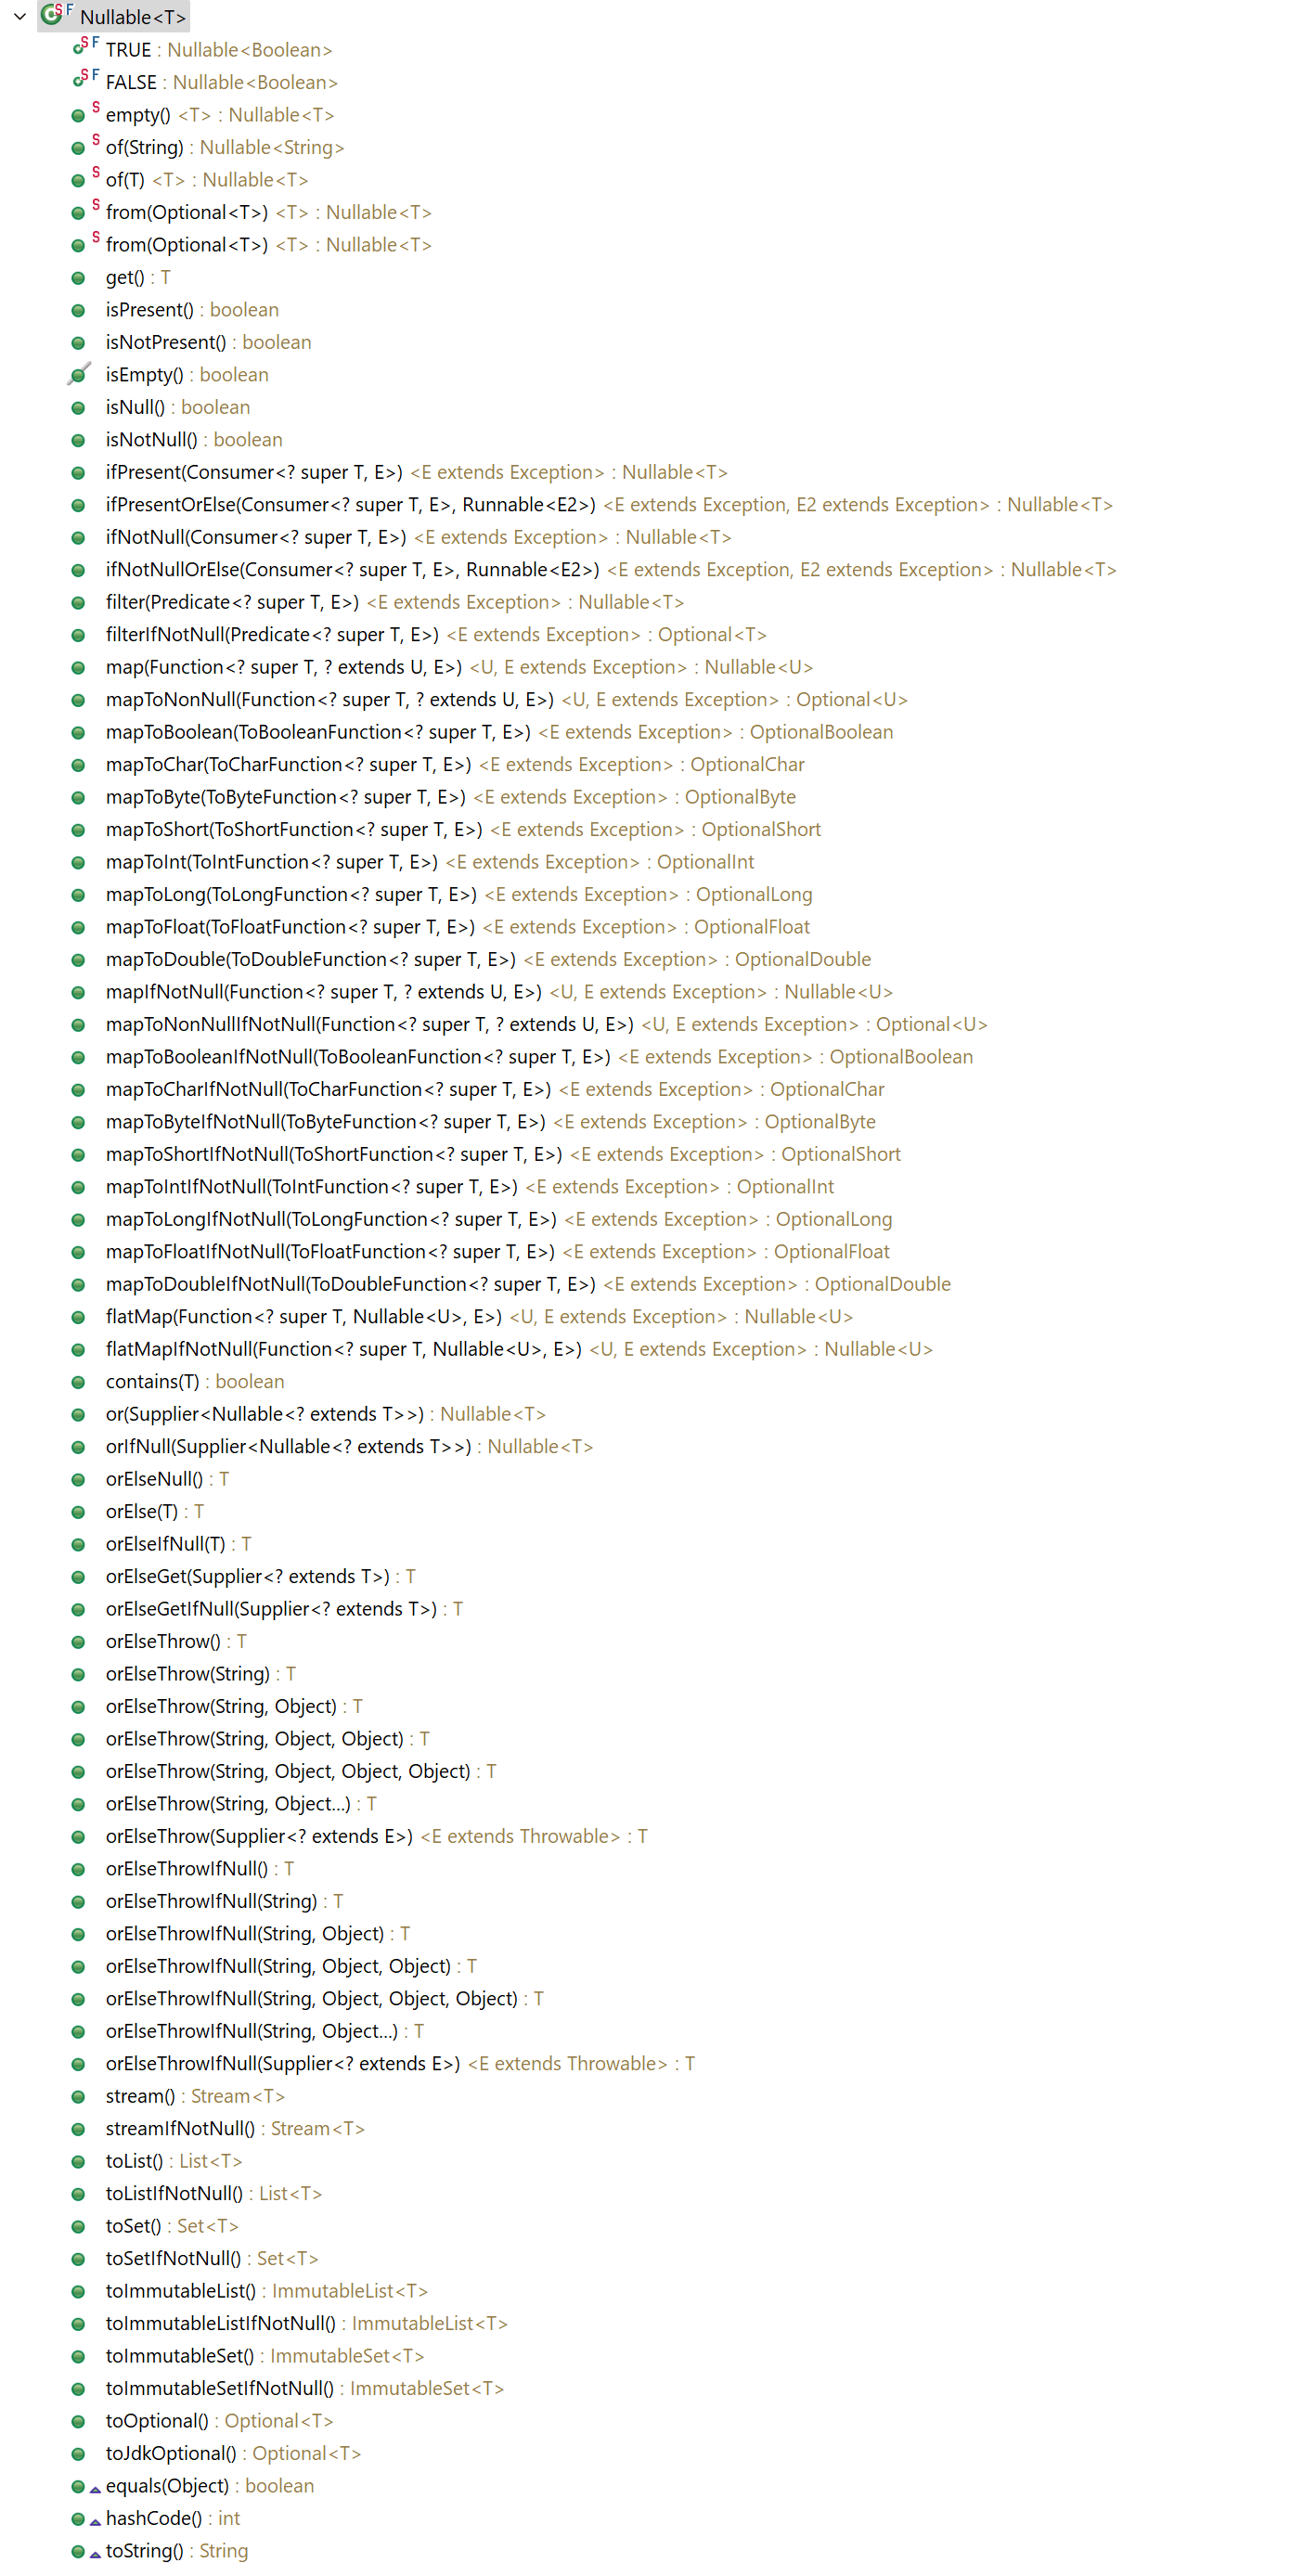 Nullable<T>
TRUE : Nullable<Boolean>
FALSE : Nullable<Boolean>
empty() <T> : Nullable<T>
of(String) : Nullable<String>
of(T) <T> : Nullable<T>
from(Optional<T>) <T> : Nullable<T>
from(Optional<T>) <T> : Nullable<T>
get() : T
isPresent() : boolean
isNotPresent() : boolean
isEmpty() : boolean
isNull() : boolean
isNotNull() : boolean
ifPresent(Consumer<? super T, E>) <E extends Exception> : Nullable<T>
ifPresentOrElse(Consumer<? super T, E>, Runnable<E2>) <E extends Exception, E2 extends Exception> : Nullable<T>
ifNotNull(Consumer<? super T, E>) <E extends Exception> : Nullable<T>
ifNotNullOrElse(Consumer<? super T, E>, Runnable<E2>) <E extends Exception, E2 extends Exception> : Nullable<T>
filter(Predicate<? super T, E>) <E extends Exception> : Nullable<T>
filterIfNotNull(Predicate<? super T, E>) <E extends Exception> : Optional<T>
map(Function<? super T, ? extends U, E>) <U, E extends Exception> : Nullable<U>
mapToNonNull(Function<? super T, ? extends U, E>) <U, E extends Exception> : Optional<U>
mapToBoolean(ToBooleanFunction<? super T, E>) <E extends Exception> : OptionalBoolean
mapToChar(ToCharFunction<? super T, E>) <E extends Exception> : OptionalChar
mapToByte(ToByteFunction<? super T, E>) <E extends Exception> : OptionalByte
mapToShort(ToShortFunction<? super T, E>) <E extends Exception> : OptionalShort
mapToInt(ToIntFunction<? super T, E>) <E extends Exception> : OptionalInt
mapToLong(ToLongFunction<? super T, E>) <E extends Exception> : OptionalLong
mapToFloat(ToFloatFunction<? super T, E>) <E extends Exception> : OptionalFloat
mapToDouble(ToDoubleFunction<? super T, E>) <E extends Exception> : OptionalDouble
mapIfNotNull(Function<? super T, ? extends U, E>) <U, E extends Exception> : Nullable<U>
mapToNonNullIfNotNull(Function<? super T, ? extends U, E>) <U, E extends Exception> : Optional<U>
mapToBooleanIfNotNull(ToBooleanFunction<? super T, E>) <E extends Exception> : OptionalBoolean
mapToCharIfNotNull(ToCharFunction<? super T, E>) <E extends Exception> : OptionalChar
mapToByteIfNotNull(ToByteFunction<? super T, E>) <E extends Exception> : OptionalByte
mapToShortIfNotNull(ToShortFunction<? super T, E>) <E extends Exception> : OptionalShort
mapToIntIfNotNull(ToIntFunction<? super T, E>) <E extends Exception> : OptionalInt
mapToLongIfNotNull(ToLongFunction<? super T, E>) <E extends Exception> : OptionalLong
mapToFloatIfNotNull(ToFloatFunction<? super T, E>) <E extends Exception> : OptionalFloat
mapToDoubleIfNotNull(ToDoubleFunction<? super T, E>) <E extends Exception> : OptionalDouble
flatMap(Function<? super T, Nullable<U>, E>) <U, E extends Exception> : Nullable<U>
flatMapIfNotNull(Function<? super T, Nullable<U>, E>) <U, E extends Exception> : Nullable<U>
contains(T) : boolean
or(Supplier<Nullable<? extends T>>) : Nullable<T>
orIfNull(Supplier<Nullable<? extends T>>) : Nullable<T>
orElseNull() : T
orElse(T) : T
orElseIfNull(T) : T
orElseGet(Supplier<? extends T>) : T
orElseGetIfNull(Supplier<? extends T>) : T
orElseThrow() : T
orElseThrow(String) : T
orElseThrow(String, Object) : T
orElseThrow(String, Object, Object) : T
orElseThrow(String, Object, Object, Object) : T
orElseThrow(String, Object...) : T
orElseThrow(Supplier<? extends E>) <E extends Throwable> : T
orElseThrowIfNull() : T
orElseThrowIfNull(String) : T
orElseThrowIfNull(String, Object) : T
orElseThrowIfNull(String, Object, Object) : T
orElseThrowIfNull(String, Object, Object, Object) : T
orElseThrowIfNull(String, Object...) : T
orElseThrowIfNull(Supplier<? extends E>) <E extends Throwable> : T
stream() : Stream<T>
streamIfNotNull() : Stream<T>
toList() : List<T>
toListIfNotNull() : List<T>
toSet() : Set<T>
toSetIfNotNull() : Set<T>
toImmutableList() : ImmutableList<T>
toImmutableListIfNotNull() : ImmutableList<T>
toImmutableSet() : ImmutableSet<T>
toImmutableSetIfNotNull() : ImmutableSet<T>
toOptional() : Optional<T>
toJdkOptional() : Optional<T>
equals(Object) : boolean
hashCode() : int
toString() : String